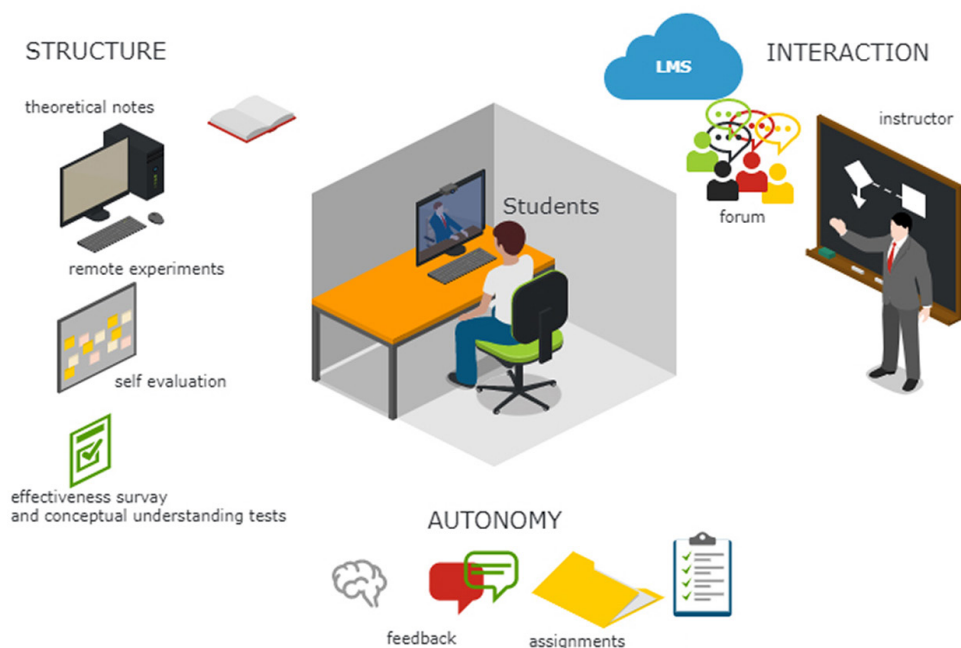 STRUCTURE
theoretical notes
remote experiments
self evaluation
effectiveness survay
and conceptual understanding tests
Students
LMS
INTERACTION
instructor
forum
AUTONOMY
feedback
assignments